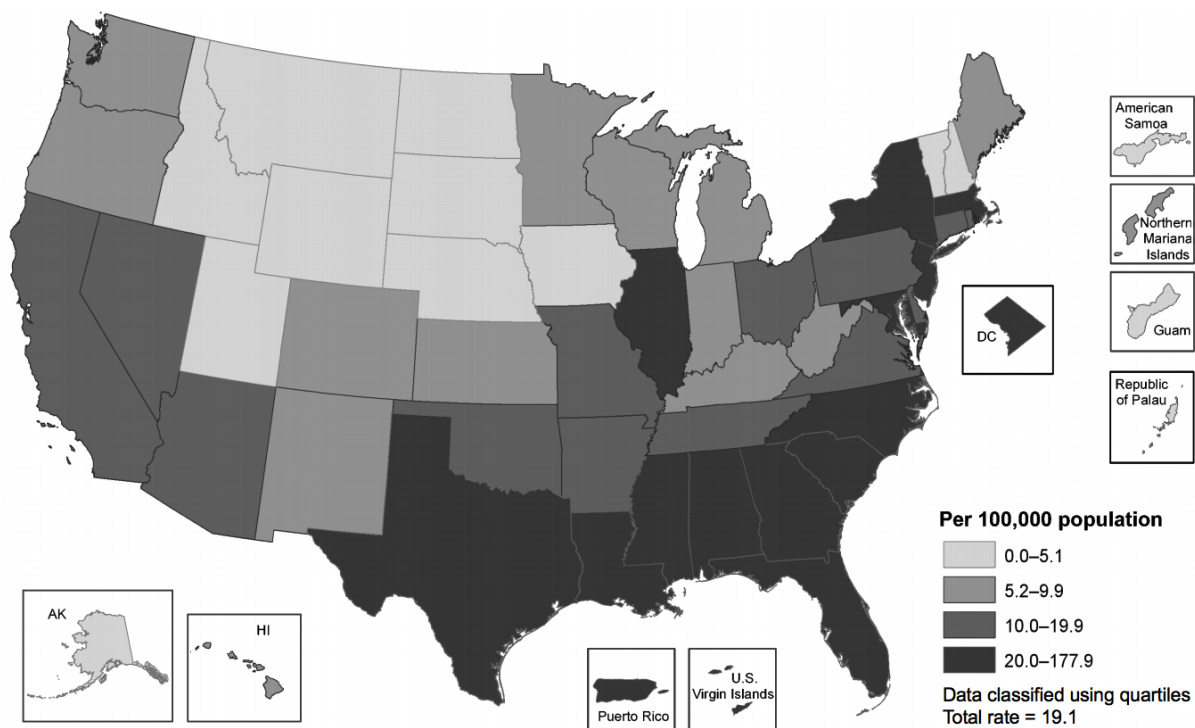 American
Samoa
Northern
Mariana
Islands
Guam
DC
Republic
of Palau
Per 100,000 population
0.0–5.1
5.2–9.9
10.0–19.9
20.0–177.9
Data classified using quartiles
Total rate = 19.1
AK
HI
Puerto Rico
U.S.
Virgin Islands